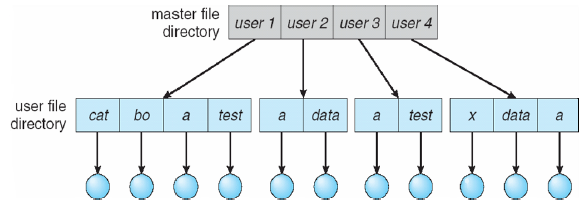 master file
directory
user 1 user 2 user 3 user 4
user file
directory
cat bo a test a data a test x data a